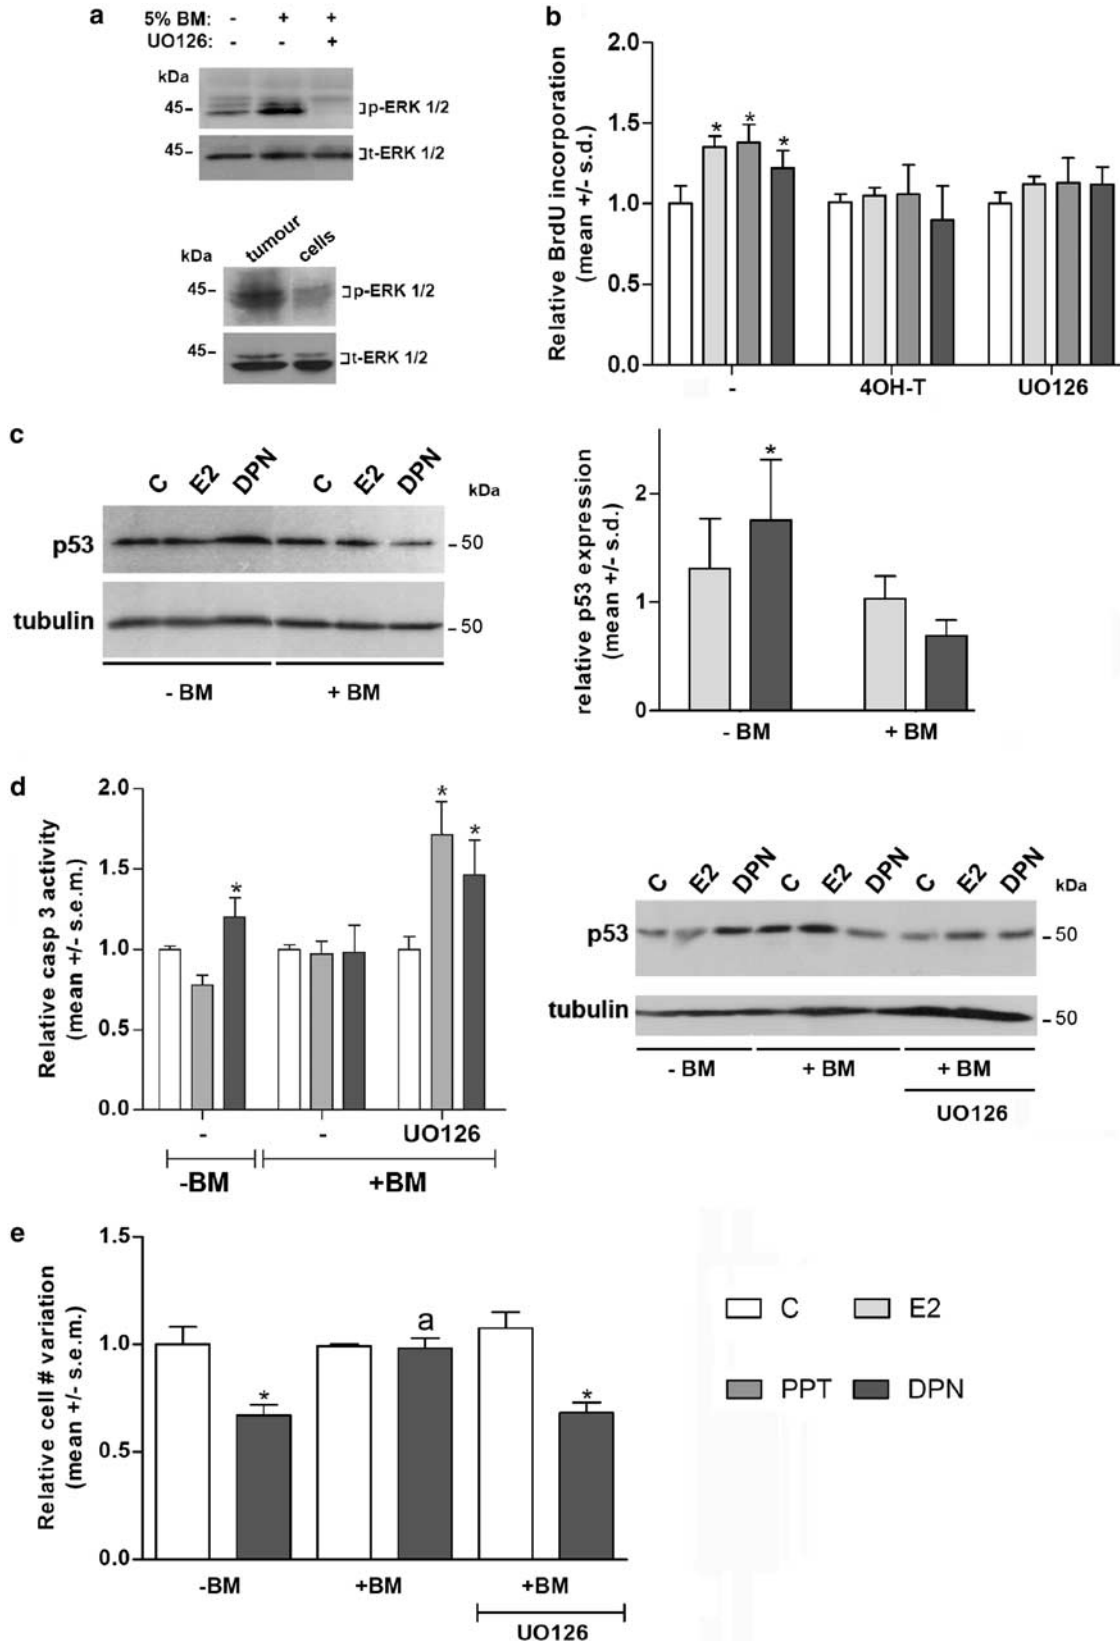 a
5% BM: - + +
UO126: - - +
kDa
45- p-ERK 1/2
45- t-ERK 1/2
kDa tumour cells
45- p-ERK 1/2
45- t-ERK 1/2
b
Relative BrdU incorporation
(mean +/- s.d.)
2.0
1.5
1.0
0.5
0.0
* * *
- 4OH-T UO126
c
C E2 DPN C E2 DPN
kDa
p53 - 50
tubulin - 50
- BM + BM
relative p53 expression
(mean +/- s.d.)
2
1
0
*
- BM + BM
d
Relative casp 3 activity
(mean +/- s.e.m.)
2.0
1.5
1.0
0.5
0.0
* * *
- - UO126
-BM +BM
C E2 DPN C E2 DPN C E2 DPN
kDa
p53 - 50
tubulin - 50
- BM + BM + BM
UO126
e
Relative cell # variation
(mean +/- s.e.m.)
1.5
1.0
0.5
0.0
* a *
-BM +BM +BM
UO126
C E2
PPT DPN